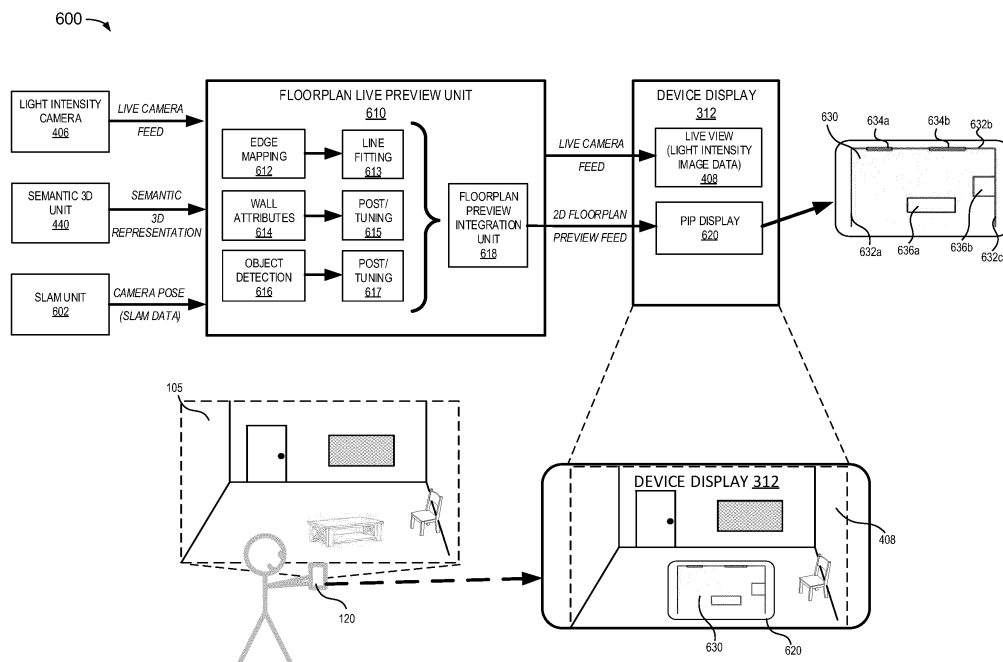 600
LIGHT INTENSITY
CAMERA
406
LIVE CAMERA
FEED
SEMANTIC 3D
UNIT
440
SEMANTIC
3D
REPRESENTATION
SLAM UNIT
602
CAMERA POSE
(SLAM DATA)
FLOORPLAN LIVE PREVIEW UNIT
610
EDGE
MAPPING
612
LINE
FITTING
613
WALL
ATTRIBUTES
614
POST/
TUNING
615
OBJECT
DETECTION
616
POST/
TUNING
617
FLOORPLAN
PREVIEW
INTEGRATION
UNIT
618
LIVE CAMERA
FEED
2D FLOORPLAN
PREVIEW FEED
DEVICE DISPLAY
312
LIVE VIEW
(LIGHT INTENSITY
IMAGE DATA)
408
PIP DISPLAY
620
630
634a
634b
632b
632a
636a
636b
632c
105
120
DEVICE DISPLAY 312
408
630
620